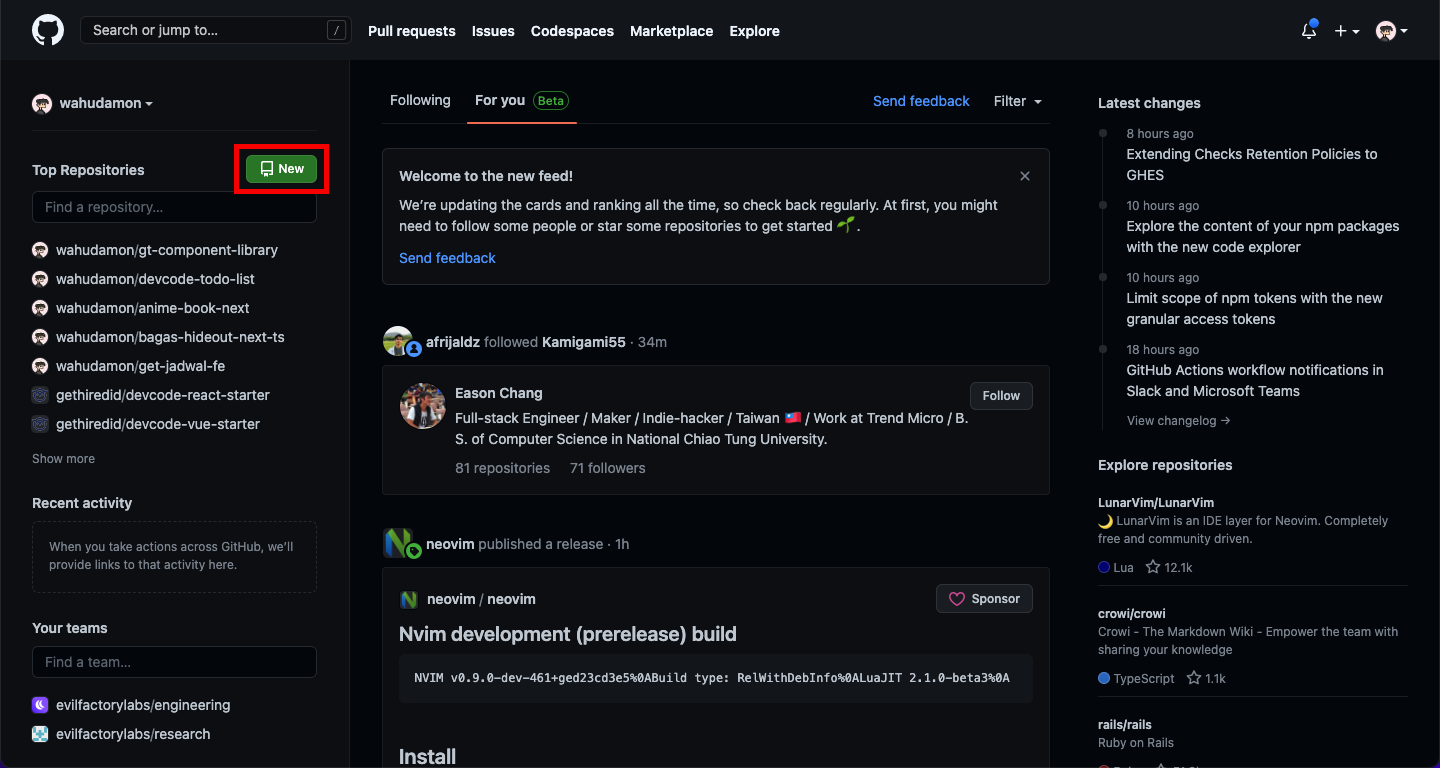 Search or jump to... /
Pull requests
Issues
Codespaces
Marketplace
Explore
wahudamon
Top Repositories
New
Find a repository…
wahudamon/gt-component-library
wahudamon/devcode-todo-list
wahudamon/anime-book-next
wahudamon/bagas-hideout-next-ts
wahudamon/get-jadwal-fe
gethiredid/devcode-react-starter
gethiredid/devcode-vue-starter
Show more
Recent activity
When you take actions across GitHub, we’ll
provide links to that activity here.
Your teams
Find a team…
evilfactorylabs/engineering
evilfactorylabs/research
Following
For you Beta
Send feedback
Filter
Welcome to the new feed!
We’re updating the cards and ranking all the time, so check back regularly. At first, you might
need to follow some people or star some repositories to get started 🌱 .
Send feedback
afrijaldz followed Kamigami55 · 34m
Eason Chang
Follow
Full-stack Engineer / Maker / Indie-hacker / Taiwan 🇹🇼 / Work at Trend Micro / B.
S. of Computer Science in National Chiao Tung University.
81 repositories 71 followers
neovim published a release · 1h
neovim / neovim
Sponsor
Nvim development (prerelease) build
NVIM v0.9.0-dev-461+ged23cd3e5%0ABuild type: RelWithDebInfo%0ALuaJIT 2.1.0-beta3%0A
Install
Latest changes
8 hours ago
Extending Checks Retention Policies to
GHES
10 hours ago
Explore the content of your npm packages
with the new code explorer
10 hours ago
Limit scope of npm tokens with the new
granular access tokens
18 hours ago
GitHub Actions workflow notifications in
Slack and Microsoft Teams
View changelog →
Explore repositories
LunarVim/LunarVim
🌙 LunarVim is an IDE layer for Neovim. Completely
free and community driven.
Lua 12.1k
crowi/crowi
Crowi - The Markdown Wiki - Empower the team with
sharing your knowledge
TypeScript 1.1k
rails/rails
Ruby on Rails